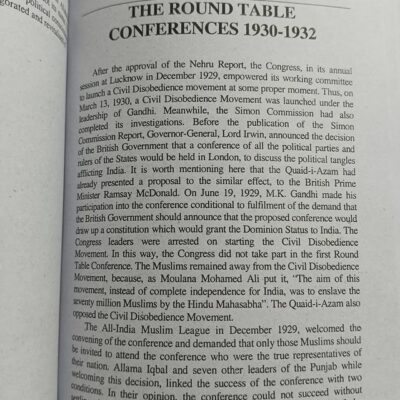 political co
igorated and revitali
THE ROUND TABLE
CONFERENCES 1930-1932
After the approval of the Nehru Report, the Congress, in its annual
session at Lucknow in December 1929, empowered its working committee
to launch a Civil Disobedience movement at some proper moment. Thus, on
March 13, 1930, a Civil Disobedience Movement was launched under the
leadership of Gandhi. Meanwhile, the Simon Commission had also
completed its investigations. Before the publication of the Simon
Commission Report, Governor-General, Lord Irwin, announced the decision
of the British Government that a conference of all the political parties and
rulers of the States would be held in London, to discuss the political tangles
afflicting India. It is worth mentioning here that the Quaid-i-Azam had
already presented a proposal to the similar effect, to the British Prime
Minister Ramsay McDonald. On June 19, 1929, M.K. Gandhi made his
participation into the conference conditional to fulfilment of the demand that
the British Government should announce that the proposed conference would
draw up a constitution which would grant the Dominion Status to India. The
Congress leaders were arrested on starting the Civil Disobedience
Movement. In this way, the Congress did not take part in the first Round
Table Conference. The Muslims remained away from the Civil Disobedience
Movement, because, as Moulana Mohamed Ali put it, "The aim of this
movement, instead of complete independence for India, was to enslave the
seventy million Muslims by the Hindu Mahasabha". The Quaid-i-Azam also
opposed the Civil Disobedience Movement.
The All-India Muslim League in December 1929, welcomed the
convening of the conference and demanded that only those Muslims should
be invited to attend the conference who were the true representatives of
their nation. Allama Iqbal and seven other leaders of the Punjab while
welcoming this decision, linked the success of the conference with two
conditions. In their opinion, the conference could not succeed without